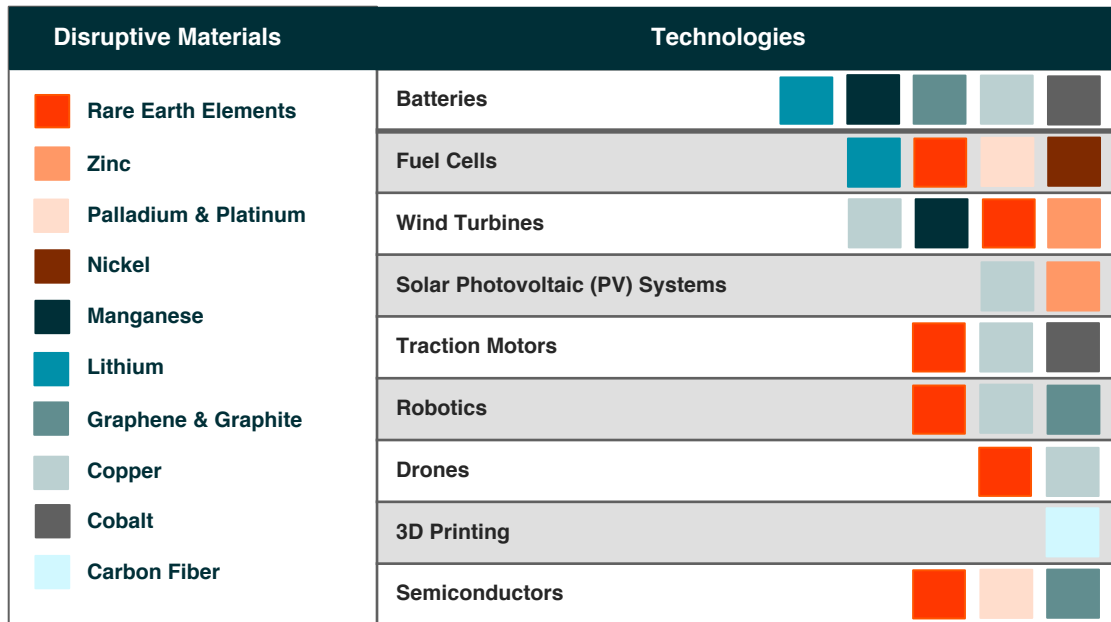 Disruptive Materials
Technologies
Rare Earth Elements
Zinc
Palladium & Platinum
Nickel
Manganese
Lithium
Graphene & Graphite
Copper
Cobalt
Carbon Fiber
Batteries
Fuel Cells
Wind Turbines
Solar Photovoltaic (PV) Systems
Traction Motors
Robotics
Drones
3D Printing
Semiconductors